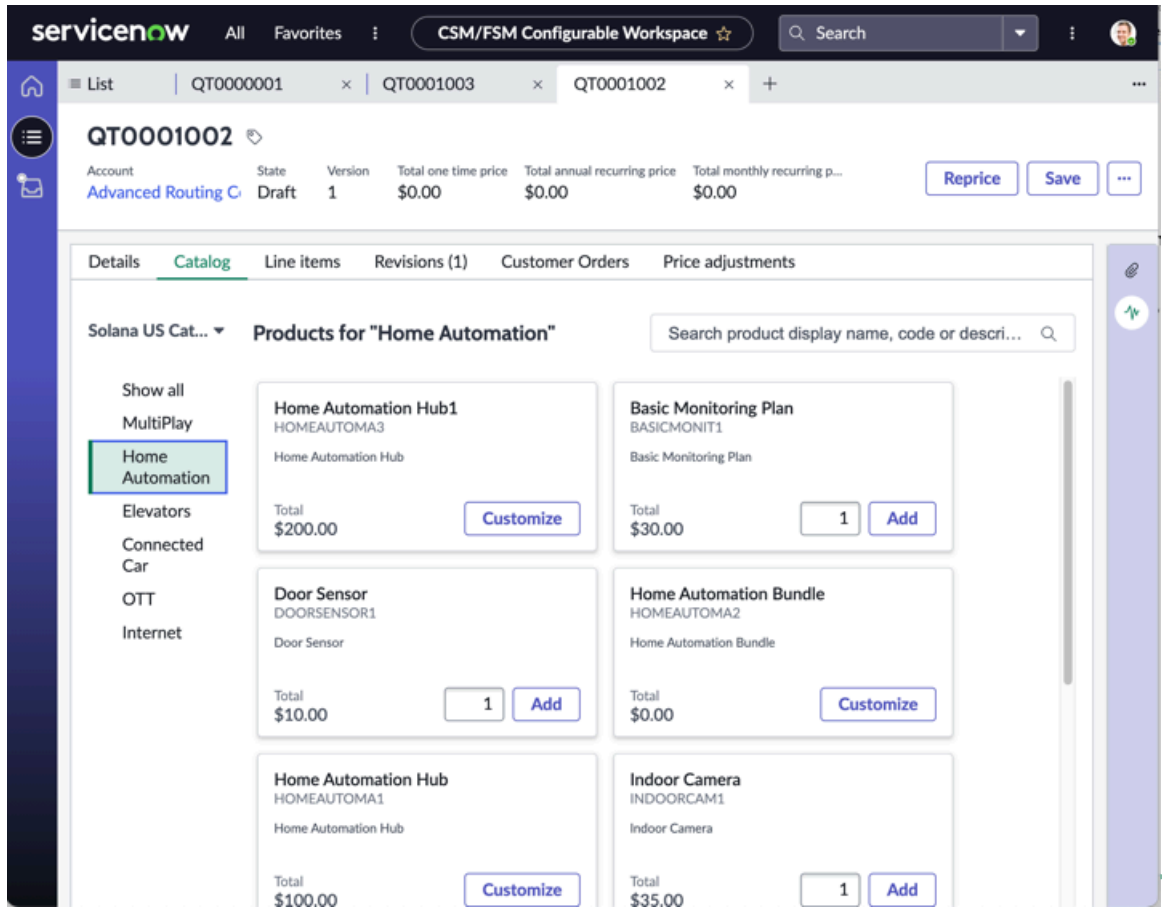 servicenow All Favorites CSM/FSM Configurable Workspace Search
List QT0000001 × QT0001003 × QT0001002 × +
QT0001002
Account State Version Total one time price Total annual recurring price Total monthly recurring p...
Advanced Routing Draft 1 $0.00 $0.00 $0.00
Reprice Save ...
Details Catalog Line items Revisions (1) Customer Orders Price adjustments
Solana US Cat... Products for "Home Automation" Search product display name, code or descri...
Show all
MultiPlay
Home
Automation
Elevators
Connected
Car
OTT
Internet
Home Automation Hub1
HOMEAUTOMA3
Home Automation Hub
Total
$200.00 Customize
Basic Monitoring Plan
BASICMONIT1
Basic Monitoring Plan
Total
$30.00 1 Add
Door Sensor
DOORSENSOR1
Door Sensor
Total
$10.00 1 Add
Home Automation Bundle
HOMEAUTOMA2
Home Automation Bundle
Total
$0.00 Customize
Home Automation Hub
HOMEAUTOMA1
Home Automation Hub
Total
$100.00 Customize
Indoor Camera
INDOORCAM1
Indoor Camera
Total
$35.00 1 Add